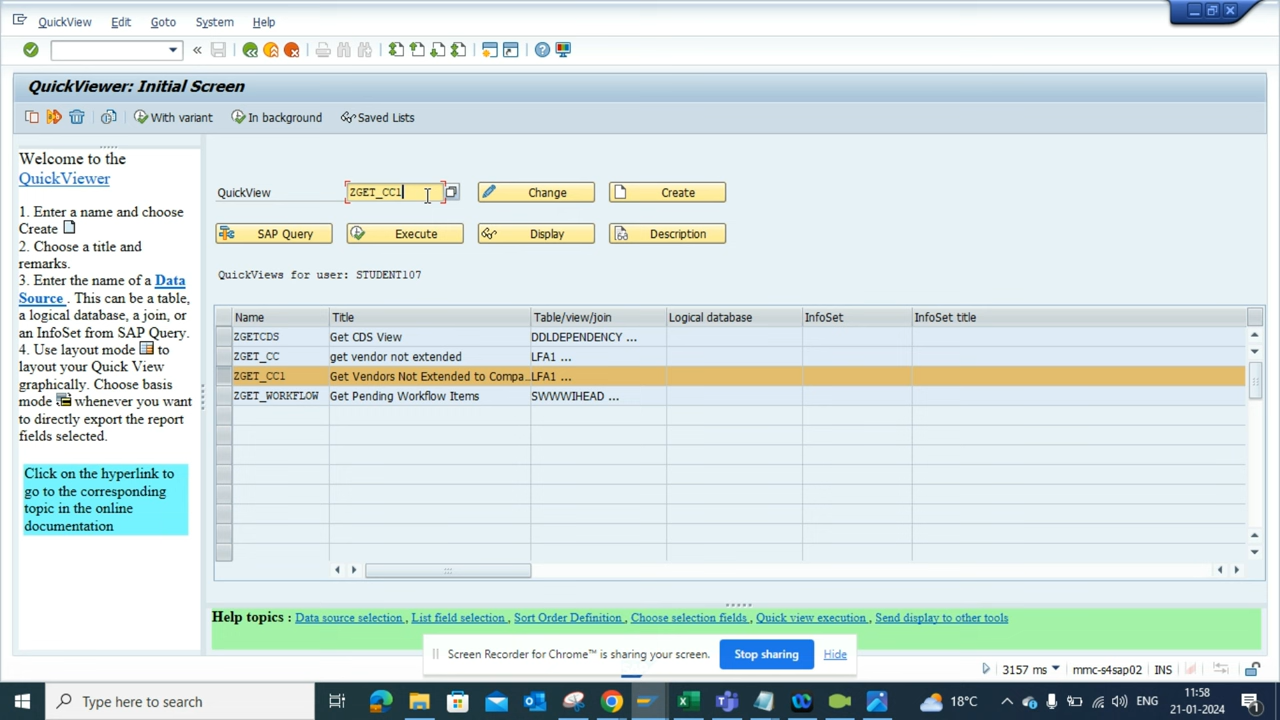 QuickView Edit Goto System Help
QuickViewer: Initial Screen
With variant In background Saved Lists
Welcome to the
QuickViewer
1. Enter a name and choose
Create
2. Choose a title and
remarks.
3. Enter the name of a Data
Source . This can be a table,
a logical database, a join, or
an InfoSet from SAP Query.
4. Use layout mode to
layout your Quick View
graphically. Choose basis
mode whenever you want
to directly export the report
fields selected.
Click on the hyperlink to
go to the corresponding
topic in the online
documentation
QuickView ZGET_CC1 Change Create
SAP Query Execute Display Description
QuickViews for user: STUDENT107
Name Title Table/view/join Logical database InfoSet InfoSet title
ZGETCDS Get CDS View DDLDEPENDENCY ...
ZGET_CC get vendor not extended LFA1 ...
ZGET_CC1 Get Vendors Not Extended to Compa... LFA1 ...
ZGET_WORKFLOW Get Pending Workflow Items SWWWIHEAD ...
Help topics : Data source selection , List field selection , Sort Order Definition , Choose selection fields , Quick view execution , Send display to other tools
Screen Recorder for Chrome™ is sharing your screen. Stop sharing Hide
3157 ms mmc-s4sap02 INS
Type here to search 18°C ENG 11:58
21-01-2024